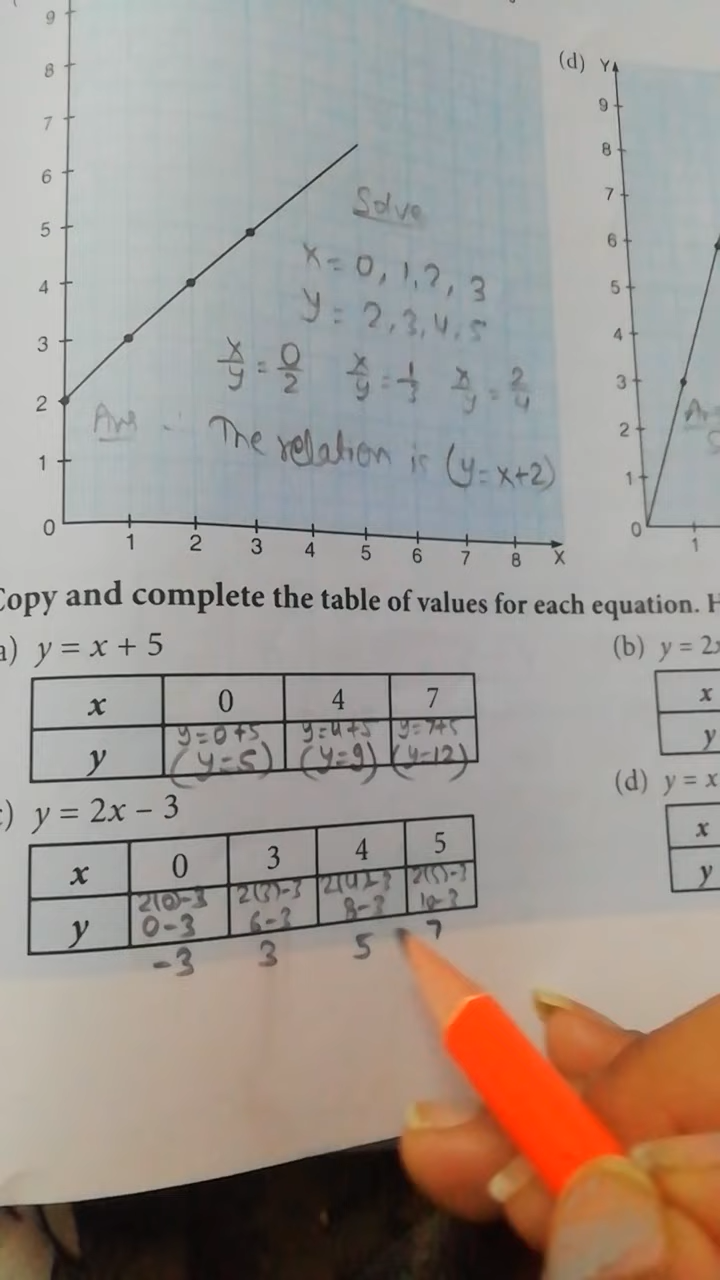 9
8
7
6
5
4
3
2
1
0
1 2 3 4 5 6 7 8 X
Solve
x = 0, 1, 2, 3
y = 2, 3, 4, 5
x/y = 0/2 x/y = 1/3 x/y = 2/4
Ans :- The relation is (y = x+2)
(d) Y
9
8
7
6
5
4
3
2
1
0
1
Copy and complete the table of values for each equation.
a) y = x + 5
x 0 4 7
y y=0+5 y=4+5 y=7+5
(y=5) (y=9) (y=12)
(b) y = 2x
x
y
) y = 2x − 3
x 0 3 4 5
y 2(0)-3 2(3)-3 2(4)-3 2(5)-3
0-3 6-3 8-3 10-3
-3 3 5 7
(d) y = x
x
y